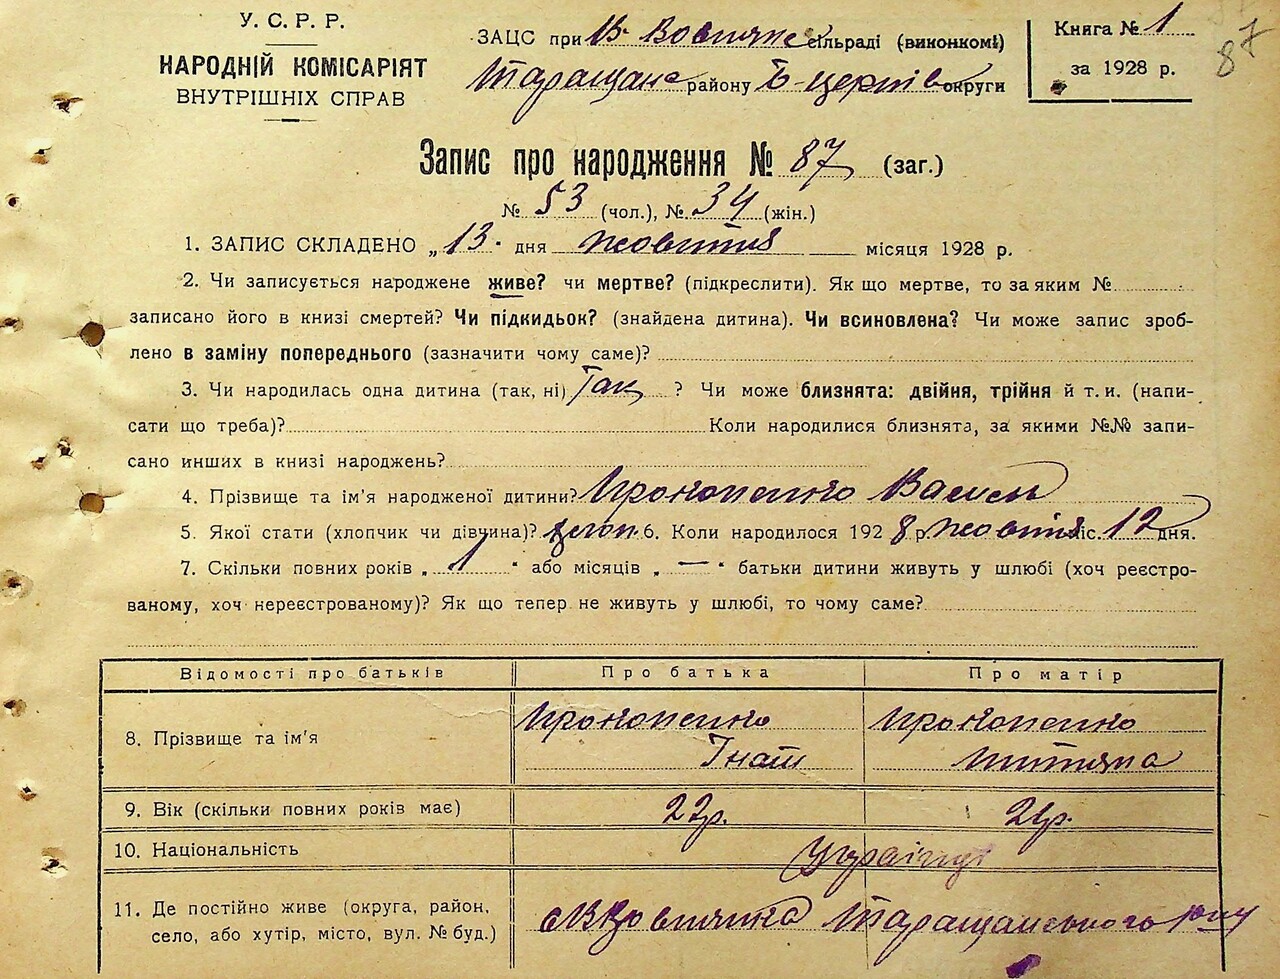 У. С. Р. Р.
НАРОДНІЙ КОМІСАРІЯТ
ВНУТРІШНІХ СПРАВ
ЗАЦС при В. Вовнянс сільраді (виконкомі)
Таращанс району Б-церків округи
Книга № 1
за 1928 р.
87
Запис про народження № 87 (заг.)
№ 53 (чол.), № 34 (жін.)
1. ЗАПИС СКЛАДЕНО „13. дня жовтня місяця 1928 р.
2. Чи записується народжене живе? чи мертве? (підкреслити). Як що мертве, то за яким №
записано його в книзі смертей? Чи підкидьок? (знайдена дитина). Чи всиновлена? Чи може запис зроб-
лено в заміну попереднього (зазначити чому саме)?
3. Чи народилась одна дитина (так, ні) Так ? Чи може близнята: двійня, трійня й т. и. (напи-
сати що треба)? Коли народилися близнята, за якими №№ запи-
сано инших в книзі народжень?
4. Прізвище та ім'я народженої дитини? Прокопенко Василь
5. Якої стати (хлопчик чи дівчина)? хлоп. 6. Коли народилося 1928 р. жовтня міс. 12 дня.
7. Скільки повних років „ 1 " або місяців „ — " батьки дитини живуть у шлюбі (хоч реєстро-
ваному, хоч нереєстрованому)? Як що тепер не живуть у шлюбі, то чому саме?
Відомості про батьків Про батька Про матір
8. Прізвище та ім'я Прокопенко Гнат Прокопенко
9. Вік (скільки повних років має) 22р. 21р.
10. Національність Українці
11. Де постійно живе (округа, район,
село, або хутір, місто, вул. № буд.) Вовнянка Таращанського р-ну